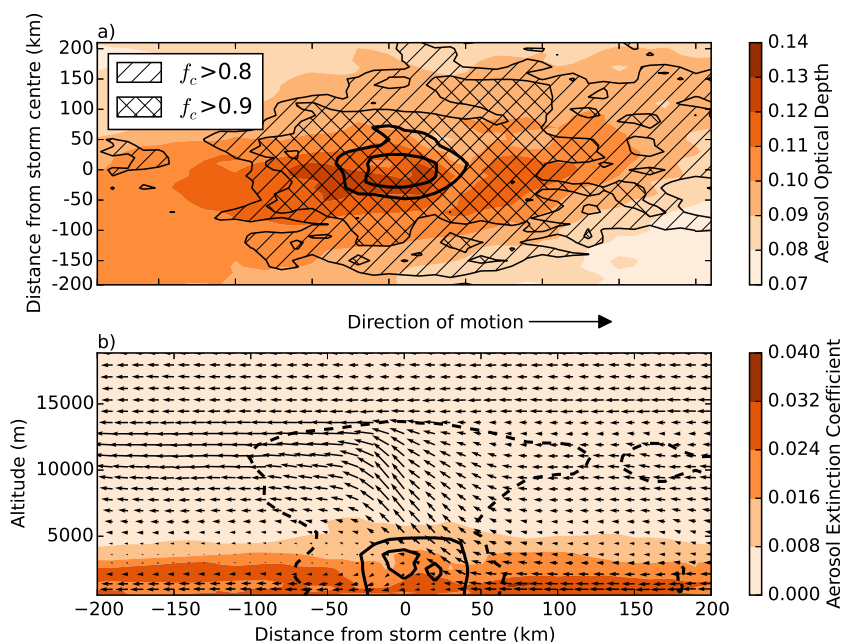 a)
Distance from storm centre (km)
200
150
100
50
0
-50
-100
-150
-200
f_c>0.8
f_c>0.9
0.14
0.13
0.12
0.11
0.10
0.09
0.08
0.07
Aerosol Optical Depth
Direction of motion
b)
Altitude (m)
15000
10000
5000
−200 −150 −100 −50 0 50 100 150 200
Distance from storm centre (km)
0.040
0.032
0.024
0.016
0.008
0.000
Aerosol Extinction Coefficient